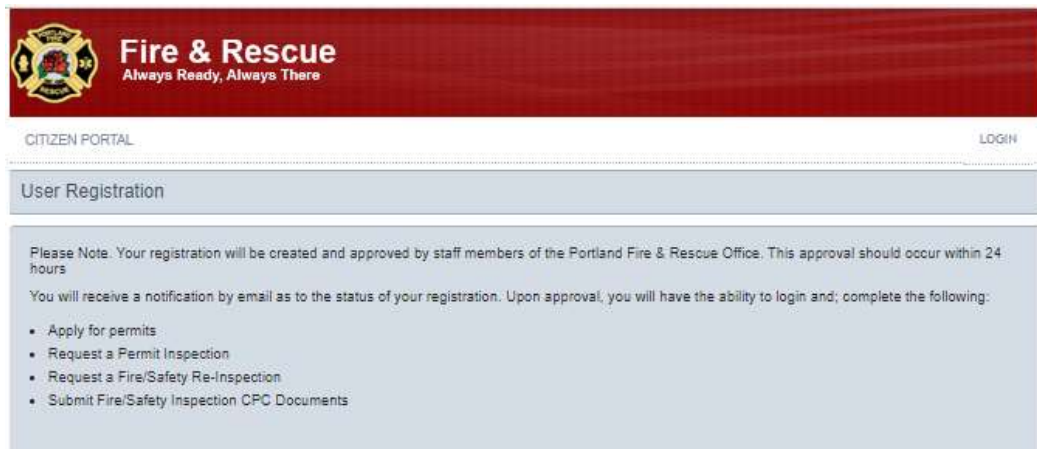 PORTLAND
FIRE
RESCUE
Fire & Rescue
Always Ready, Always There
CITIZEN PORTAL
LOGIN
User Registration
Please Note. Your registration will be created and approved by staff members of the Portland Fire & Rescue Office. This approval should occur within 24
hours
You will receive a notification by email as to the status of your registration. Upon approval, you will have the ability to login and; complete the following:
• Apply for permits
• Request a Permit Inspection
• Request a Fire/Safety Re-Inspection
• Submit Fire/Safety Inspection CPC Documents